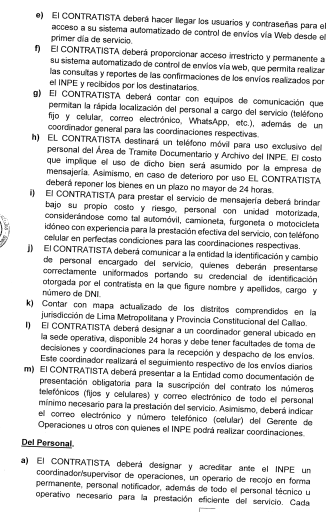 e) El CONTRATISTA deberá hacer llegar los usuarios y contraseñas para el
acceso a su sistema automatizado de control de envíos vía Web desde el
primer día de servicio.
f) El CONTRATISTA deberá proporcionar acceso irrestricto y permanente a
su sistema automatizado de control de envíos vía web, que permita realizar
las consultas y reportes de las confirmaciones de los envíos realizados por
el INPE y recibidos por los destinatarios.
g) El CONTRATISTA deberá contar con equipos de comunicación que
permitan la rápida localización del personal a cargo del servicio (teléfono
fijo y celular, correo electrónico, WhatsApp, etc.), además de un
coordinador general para las coordinaciones respectivas.
h) EL CONTRATISTA destinará un teléfono móvil para uso exclusivo del
personal del Área de Tramite Documentario y Archivo del INPE. El costo
que implique el uso de dicho bien será asumido por la empresa de
mensajería. Asimismo, en caso de deterioro por uso EL CONTRATISTA
deberá reponer los bienes en un plazo no mayor de 24 horas.
i) El CONTRATISTA para prestar el servicio de mensajería deberá brindar
bajo su propio costo y riesgo, personal con unidad motorizada,
considerándose como tal automóvil, camioneta, furgoneta o motocicleta
idóneo con experiencia para la prestación efectiva del servicio, con teléfono
celular en perfectas condiciones para las coordinaciones respectivas.
j) El CONTRATISTA deberá comunicar a la entidad la identificación y cambio
de personal encargado del servicio, quienes deberán presentarse
correctamente uniformados portando su credencial de identificación
otorgada por el contratista en la que figure nombre y apellidos, cargo y
número de DNI.
k) Contar con mapa actualizado de los distritos comprendidos en la
jurisdicción de Lima Metropolitana y Provincia Constitucional del Callao.
l) El CONTRATISTA deberá designar a un coordinador general ubicado en
la sede operativa, disponible 24 horas y debe tener facultades de toma de
decisiones y coordinaciones para la recepción y despacho de los envíos.
Este coordinador realizará el seguimiento respectivo de los envíos diarios
m) El CONTRATISTA deberá presentar a la Entidad como documentación de
presentación obligatoria para la suscripción del contrato los números
telefónicos (fijos y celulares) y correo electrónico de todo el personal
mínimo necesario para la prestación del servicio. Asimismo, deberá indicar
el correo electrónico y número telefónico (celular) del Gerente de
Operaciones u otros con quienes el INPE podrá realizar coordinaciones.
Del Personal.
a) El CONTRATISTA deberá designar y acreditar ante el INPE un
coordinador/supervisor de operaciones, un operario de recojo en forma
permanente, personal notificador, además de todo el personal técnico u
operativo necesario para la prestación eficiente del servicio. Cada